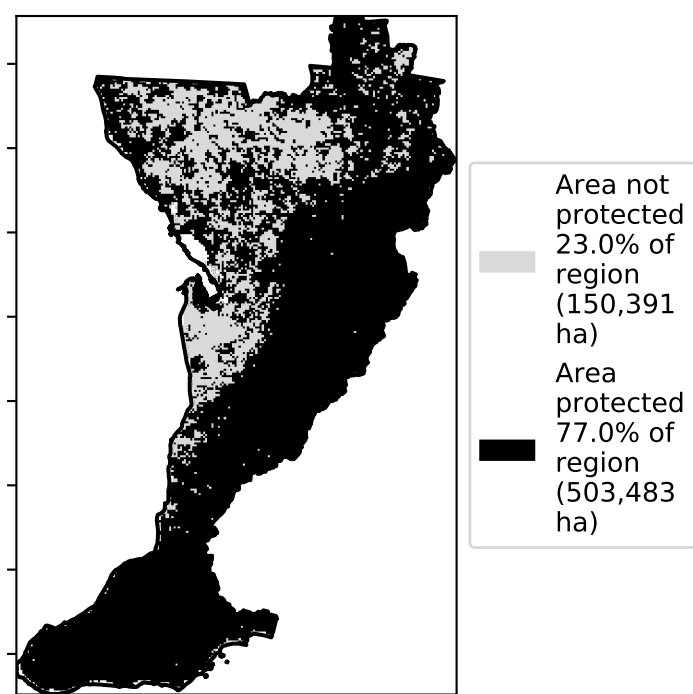 Area not
protected
23.0% of
region
(150,391
ha)
Area
protected
77.0% of
region
(503,483
ha)